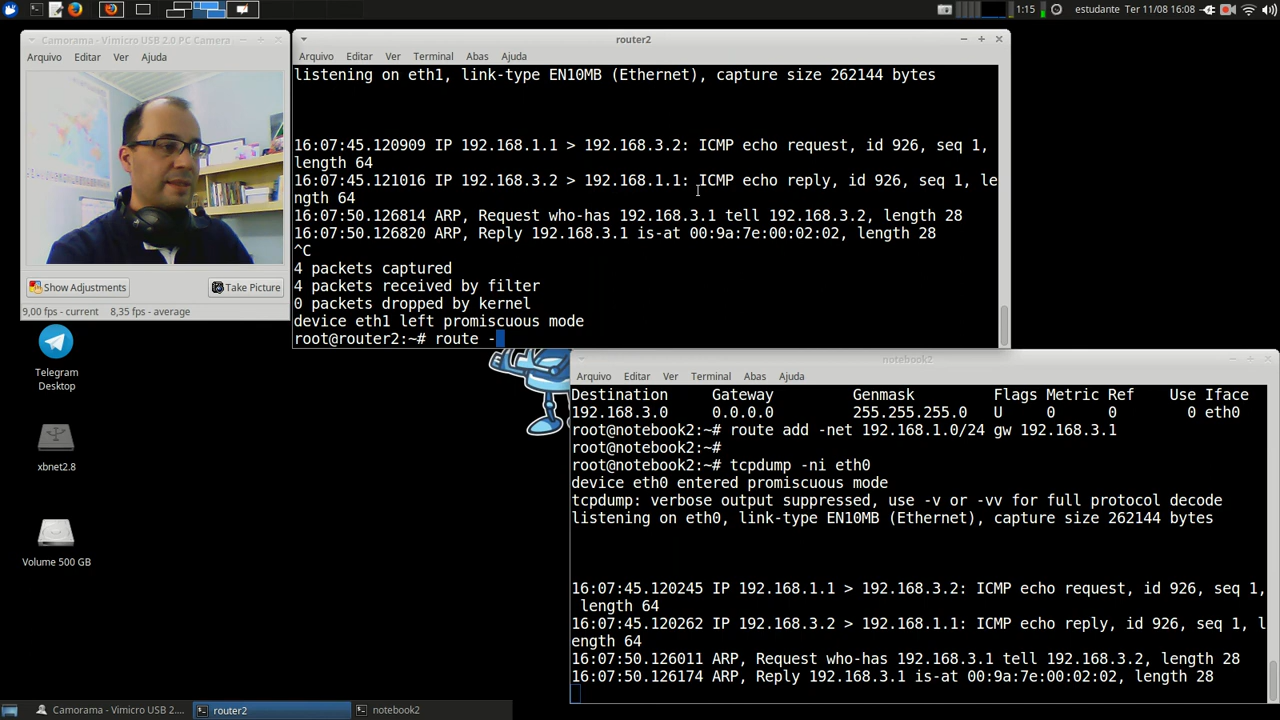 1:15
estudante
Ter 11/08 16:08
Camorama - Vimicro USB 2.0 PC Camera
Arquivo Editar Ver Ajuda
Show Adjustments
Take Picture
9,00 fps - current 8,35 fps - average
Telegram
Desktop
xbnet2.8
Volume 500 GB
router2
Arquivo Editar Ver Terminal Abas Ajuda
listening on eth1, link-type EN10MB (Ethernet), capture size 262144 bytes
16:07:45.120909 IP 192.168.1.1 > 192.168.3.2: ICMP echo request, id 926, seq 1,
length 64
16:07:45.121016 IP 192.168.3.2 > 192.168.1.1: ICMP echo reply, id 926, seq 1, le
ngth 64
16:07:50.126814 ARP, Request who-has 192.168.3.1 tell 192.168.3.2, length 28
16:07:50.126820 ARP, Reply 192.168.3.1 is-at 00:9a:7e:00:02:02, length 28
^C
4 packets captured
4 packets received by filter
0 packets dropped by kernel
device eth1 left promiscuous mode
root@router2:~# route -
notebook2
Arquivo Editar Ver Terminal Abas Ajuda
Destination Gateway Genmask Flags Metric Ref Use Iface
192.168.3.0 0.0.0.0 255.255.255.0 U 0 0 0 eth0
root@notebook2:~# route add -net 192.168.1.0/24 gw 192.168.3.1
root@notebook2:~#
root@notebook2:~# tcpdump -ni eth0
device eth0 entered promiscuous mode
tcpdump: verbose output suppressed, use -v or -vv for full protocol decode
listening on eth0, link-type EN10MB (Ethernet), capture size 262144 bytes
16:07:45.120245 IP 192.168.1.1 > 192.168.3.2: ICMP echo request, id 926, seq 1,
length 64
16:07:45.120262 IP 192.168.3.2 > 192.168.1.1: ICMP echo reply, id 926, seq 1, l
ength 64
16:07:50.126011 ARP, Request who-has 192.168.3.1 tell 192.168.3.2, length 28
16:07:50.126174 ARP, Reply 192.168.3.1 is-at 00:9a:7e:00:02:02, length 28
Camorama - Vimicro USB 2....
router2
notebook2